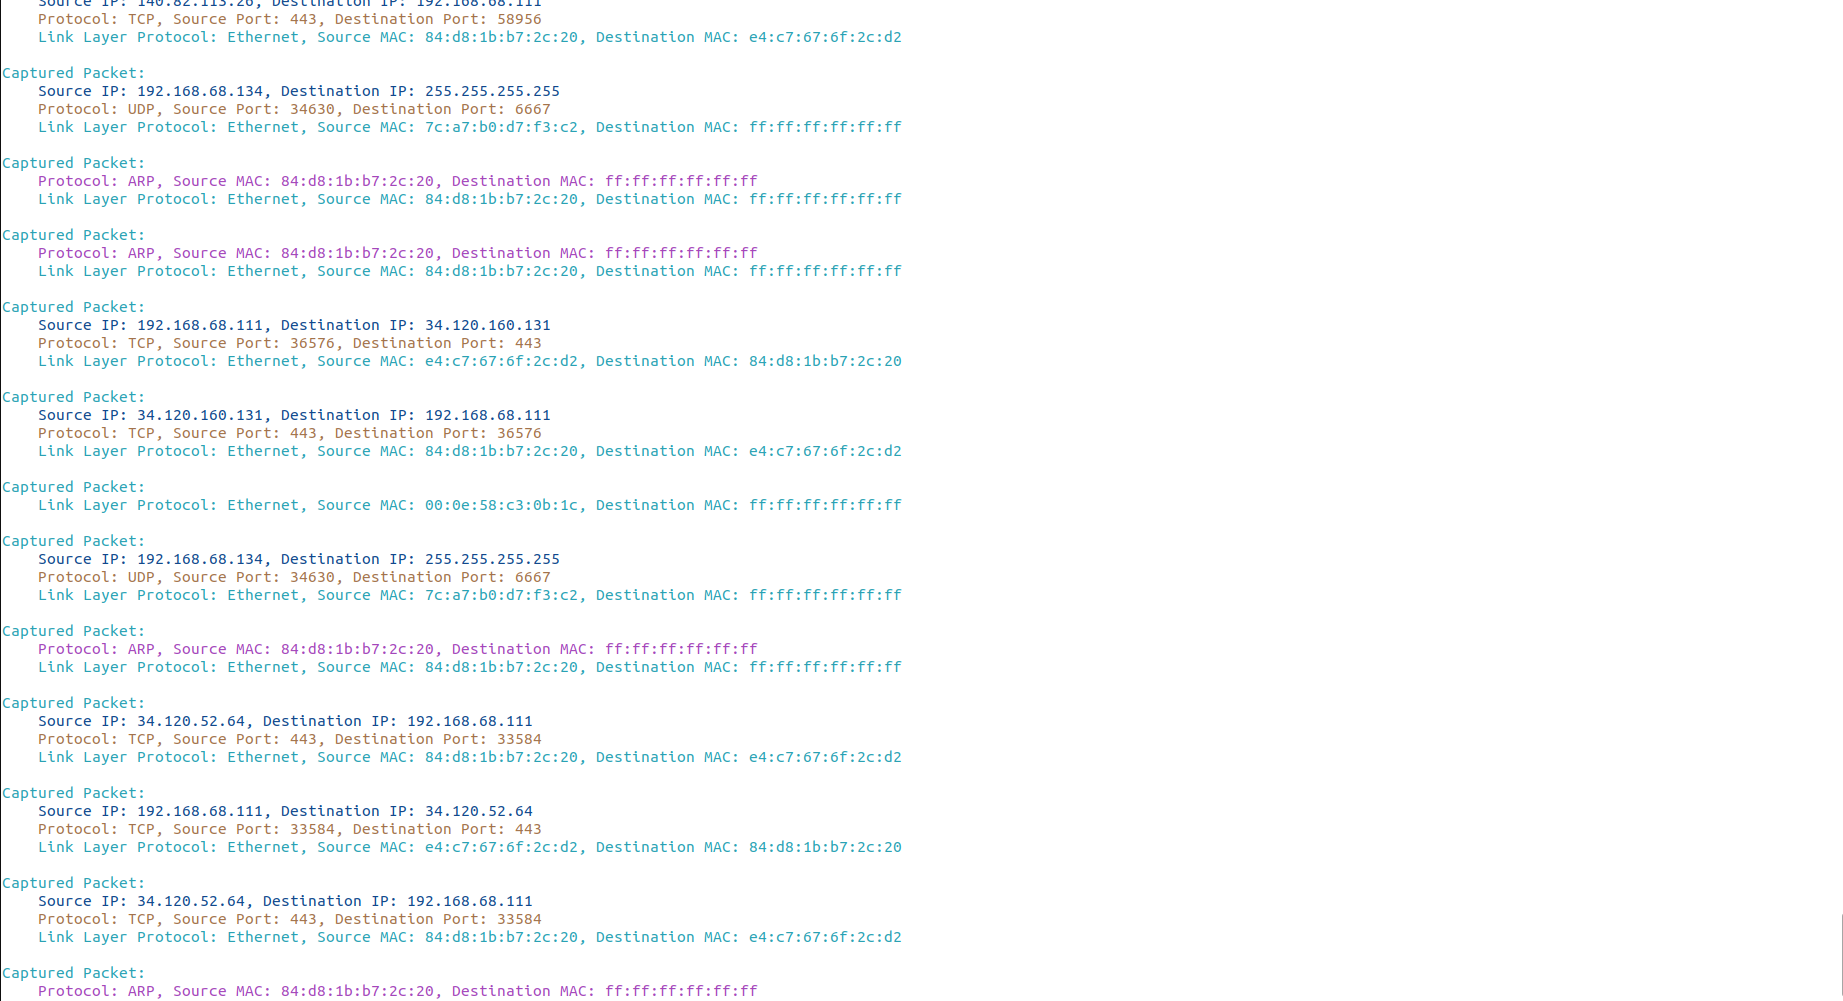 Source IP: 140.82.113.26, Destination IP: 192.168.68.111
Protocol: TCP, Source Port: 443, Destination Port: 58956
Link Layer Protocol: Ethernet, Source MAC: 84:d8:1b:b7:2c:20, Destination MAC: e4:c7:67:6f:2c:d2
Captured Packet:
Source IP: 192.168.68.134, Destination IP: 255.255.255.255
Protocol: UDP, Source Port: 34630, Destination Port: 6667
Link Layer Protocol: Ethernet, Source MAC: 7c:a7:b0:d7:f3:c2, Destination MAC: ff:ff:ff:ff:ff:ff
Captured Packet:
Protocol: ARP, Source MAC: 84:d8:1b:b7:2c:20, Destination MAC: ff:ff:ff:ff:ff:ff
Link Layer Protocol: Ethernet, Source MAC: 84:d8:1b:b7:2c:20, Destination MAC: ff:ff:ff:ff:ff:ff
Captured Packet:
Protocol: ARP, Source MAC: 84:d8:1b:b7:2c:20, Destination MAC: ff:ff:ff:ff:ff:ff
Link Layer Protocol: Ethernet, Source MAC: 84:d8:1b:b7:2c:20, Destination MAC: ff:ff:ff:ff:ff:ff
Captured Packet:
Source IP: 192.168.68.111, Destination IP: 34.120.160.131
Protocol: TCP, Source Port: 36576, Destination Port: 443
Link Layer Protocol: Ethernet, Source MAC: e4:c7:67:6f:2c:d2, Destination MAC: 84:d8:1b:b7:2c:20
Captured Packet:
Source IP: 34.120.160.131, Destination IP: 192.168.68.111
Protocol: TCP, Source Port: 443, Destination Port: 36576
Link Layer Protocol: Ethernet, Source MAC: 84:d8:1b:b7:2c:20, Destination MAC: e4:c7:67:6f:2c:d2
Captured Packet:
Link Layer Protocol: Ethernet, Source MAC: 00:0e:58:c3:0b:1c, Destination MAC: ff:ff:ff:ff:ff:ff
Captured Packet:
Source IP: 192.168.68.134, Destination IP: 255.255.255.255
Protocol: UDP, Source Port: 34630, Destination Port: 6667
Link Layer Protocol: Ethernet, Source MAC: 7c:a7:b0:d7:f3:c2, Destination MAC: ff:ff:ff:ff:ff:ff
Captured Packet:
Protocol: ARP, Source MAC: 84:d8:1b:b7:2c:20, Destination MAC: ff:ff:ff:ff:ff:ff
Link Layer Protocol: Ethernet, Source MAC: 84:d8:1b:b7:2c:20, Destination MAC: ff:ff:ff:ff:ff:ff
Captured Packet:
Source IP: 34.120.52.64, Destination IP: 192.168.68.111
Protocol: TCP, Source Port: 443, Destination Port: 33584
Link Layer Protocol: Ethernet, Source MAC: 84:d8:1b:b7:2c:20, Destination MAC: e4:c7:67:6f:2c:d2
Captured Packet:
Source IP: 192.168.68.111, Destination IP: 34.120.52.64
Protocol: TCP, Source Port: 33584, Destination Port: 443
Link Layer Protocol: Ethernet, Source MAC: e4:c7:67:6f:2c:d2, Destination MAC: 84:d8:1b:b7:2c:20
Captured Packet:
Source IP: 34.120.52.64, Destination IP: 192.168.68.111
Protocol: TCP, Source Port: 443, Destination Port: 33584
Link Layer Protocol: Ethernet, Source MAC: 84:d8:1b:b7:2c:20, Destination MAC: e4:c7:67:6f:2c:d2
Captured Packet:
Protocol: ARP, Source MAC: 84:d8:1b:b7:2c:20, Destination MAC: ff:ff:ff:ff:ff:ff